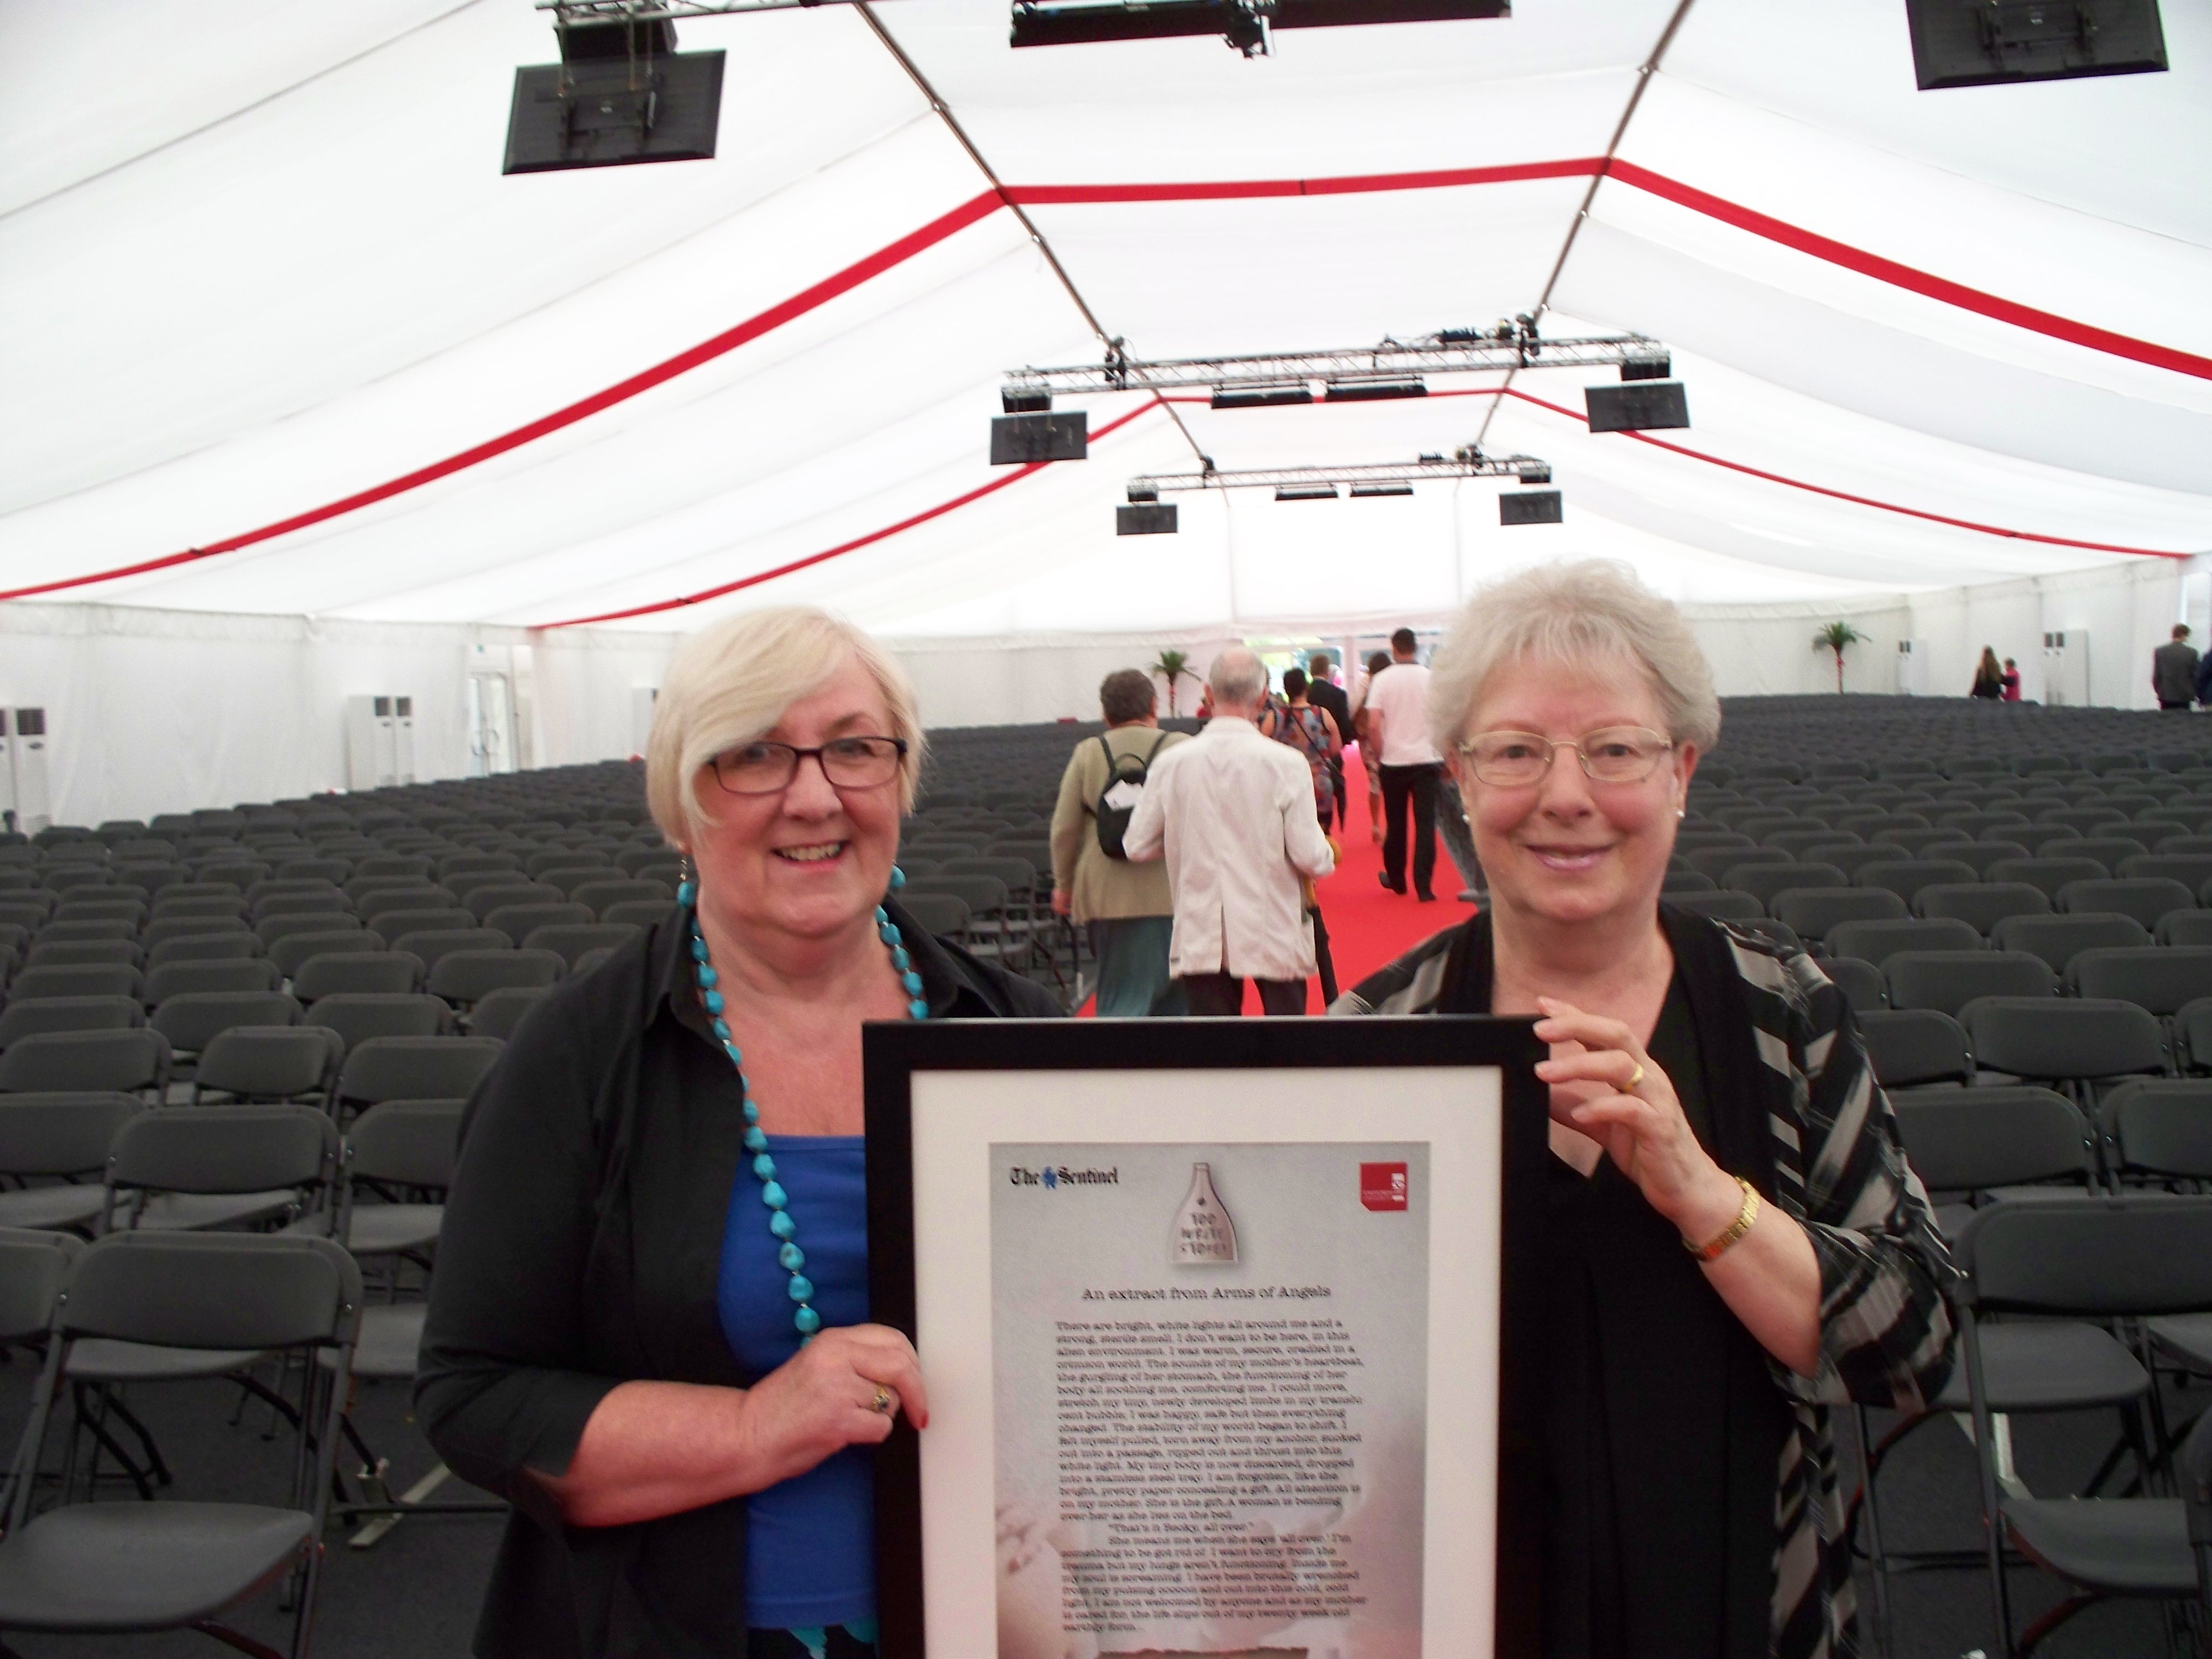 The Sentinel
100
WRITE
STORIES
An extract from Arms of Angels
There are bright, white lights all around me and a
strong, sterile smell. I don't want to be here, in this
alien environment. I was warm, secure, cradled in a
crimson world. The sounds of my mother's heartbeat,
the gurgling of her stomach, the functioning of her
body all soothing me, comforting me. I could move,
stretch my tiny, newly developed limbs in my translu
cent bubble. I was happy, safe but then everything
changed. The stability of my world began to shift. I
felt myself pulled, torn away from my anchor, sucked
out into a passage, ripped out and thrust into this
white light. My tiny body is now discarded, dropped
into a stainless steel tray. I am forgotten, like the
bright, pretty paper concealing a gift. All attention is
on my mother. She is the gift. A woman is bending
over her as she lies on the bed.
"That's it Becky, all over."
She means me when she says 'all over.' I'm
something to be got rid of. I want to cry from the
trauma but my lungs aren't functioning. Inside me
my soul is screaming. I have been brutally wrenched
from my pulsing cocoon and out into this cold, cold
light. I am not welcomed by anyone and as my mother
is cared for, the life slips out of my twenty week old
earthly form...